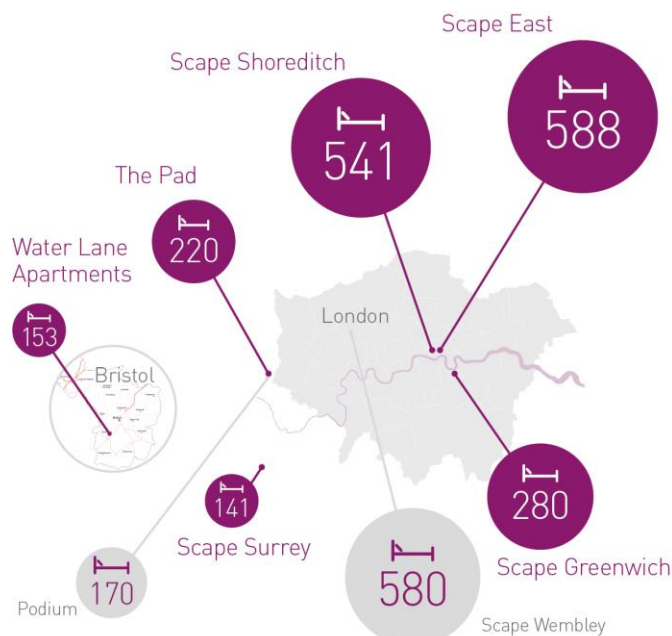 Scape East
588
Scape Shoreditch
541
The Pad
220
Water Lane
Apartments
153
Bristol
London
141
Scape Surrey
280
Scape Greenwich
170
Podium
580
Scape Wembley